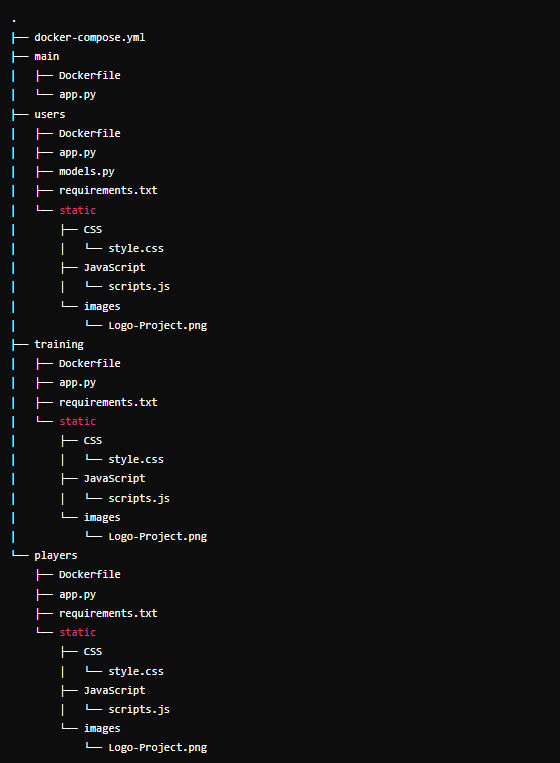 .
├── docker-compose.yml
├── main
│   ├── Dockerfile
│   └── app.py
├── users
│   ├── Dockerfile
│   ├── app.py
│   ├── models.py
│   ├── requirements.txt
│   └── static
│       ├── CSS
│       │   └── style.css
│       ├── JavaScript
│       │   └── scripts.js
│       └── images
│           └── Logo-Project.png
├── training
│   ├── Dockerfile
│   ├── app.py
│   ├── requirements.txt
│   └── static
│       ├── CSS
│       │   └── style.css
│       ├── JavaScript
│       │   └── scripts.js
│       └── images
│           └── Logo-Project.png
└── players
    ├── Dockerfile
    ├── app.py
    ├── requirements.txt
    └── static
        ├── CSS
        │   └── style.css
        ├── JavaScript
        │   └── scripts.js
        └── images
            └── Logo-Project.png